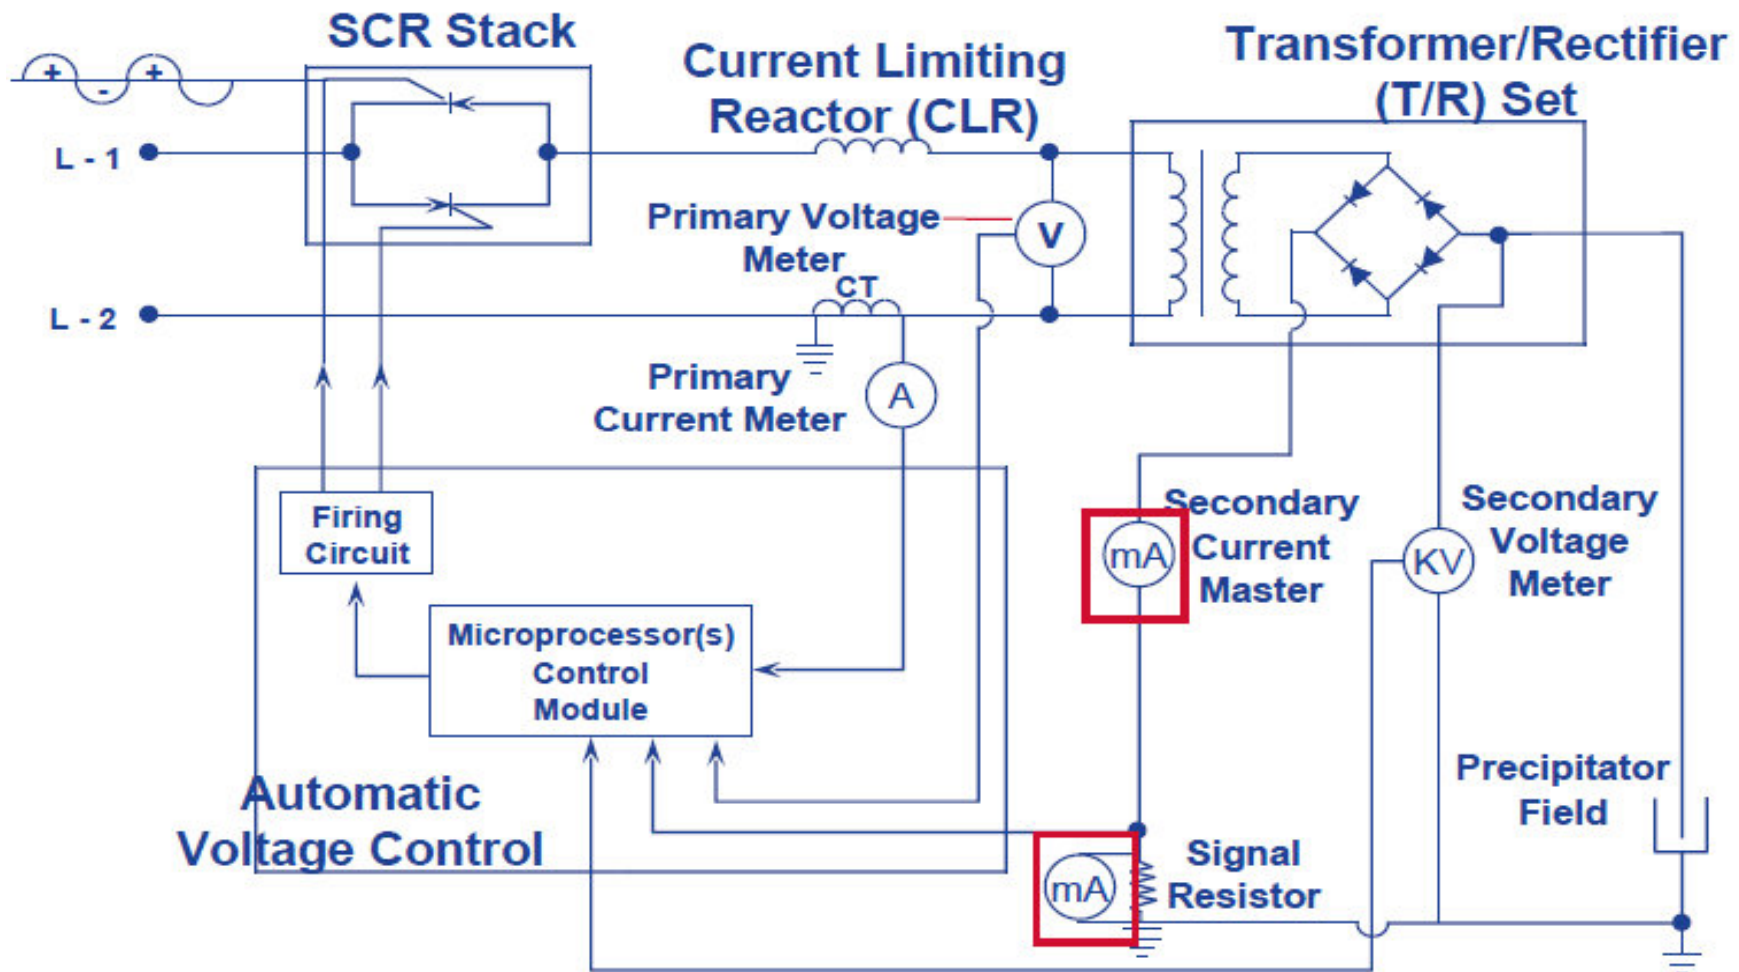 SCR Stack
Current Limiting
Reactor (CLR)
Transformer/Rectifier
(T/R) Set
+
-
+
L - 1
Primary Voltage
Meter
V
CT
L - 2
Primary
Current Meter
A
Firing
Circuit
Secondary
Current
Master
mA
Secondary
Voltage
Meter
KV
Microprocessor(s)
Control
Module
Automatic
Voltage Control
Precipitator
Field
mA
Signal
Resistor